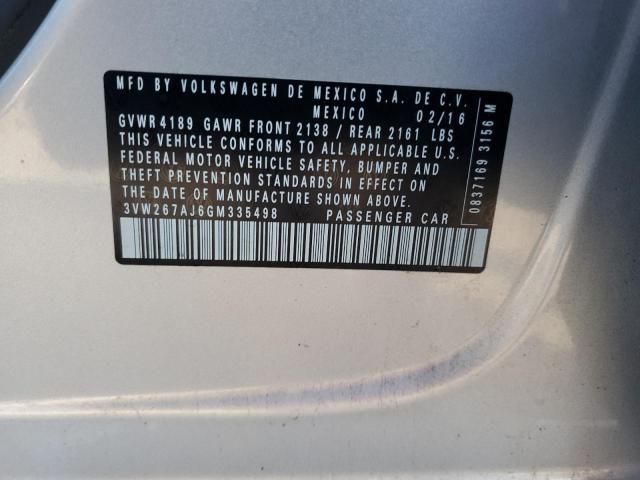 MFD BY VOLKSWAGEN DE MEXICO S.A. DE C.V.
MEXICO 02/16
GVWR 4189 GAWR FRONT 2138 / REAR 2161 LBS
THIS VEHICLE CONFORMS TO ALL APPLICABLE U.S.
FEDERAL MOTOR VEHICLE SAFETY, BUMPER AND
THEFT PREVENTION STANDARDS IN EFFECT ON
THE DATE OF MANUFACTURE SHOWN ABOVE.
3VW267AJ6GM335498 PASSENGER CAR
0837169 3156 M